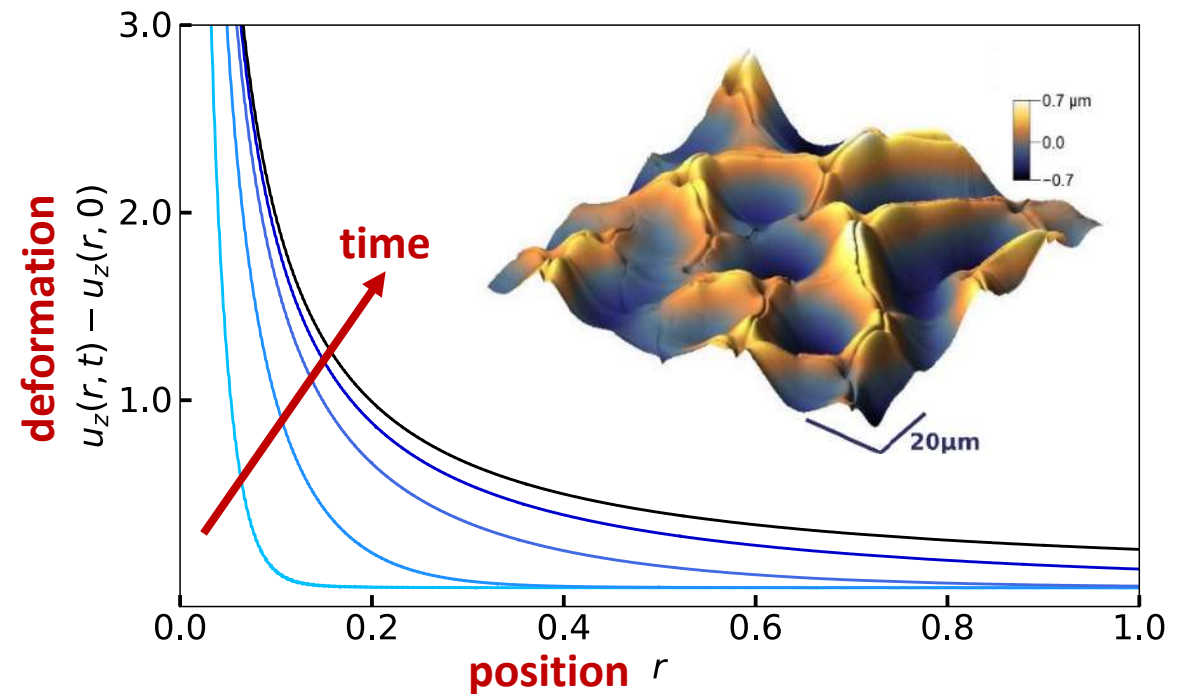 3.0
2.0
1.0
deformation
u_z(r, t) − u_z(r, 0)
time
0.7 μm
0.0
−0.7
20μm
0.0 0.2 0.4 0.6 0.8 1.0
position r